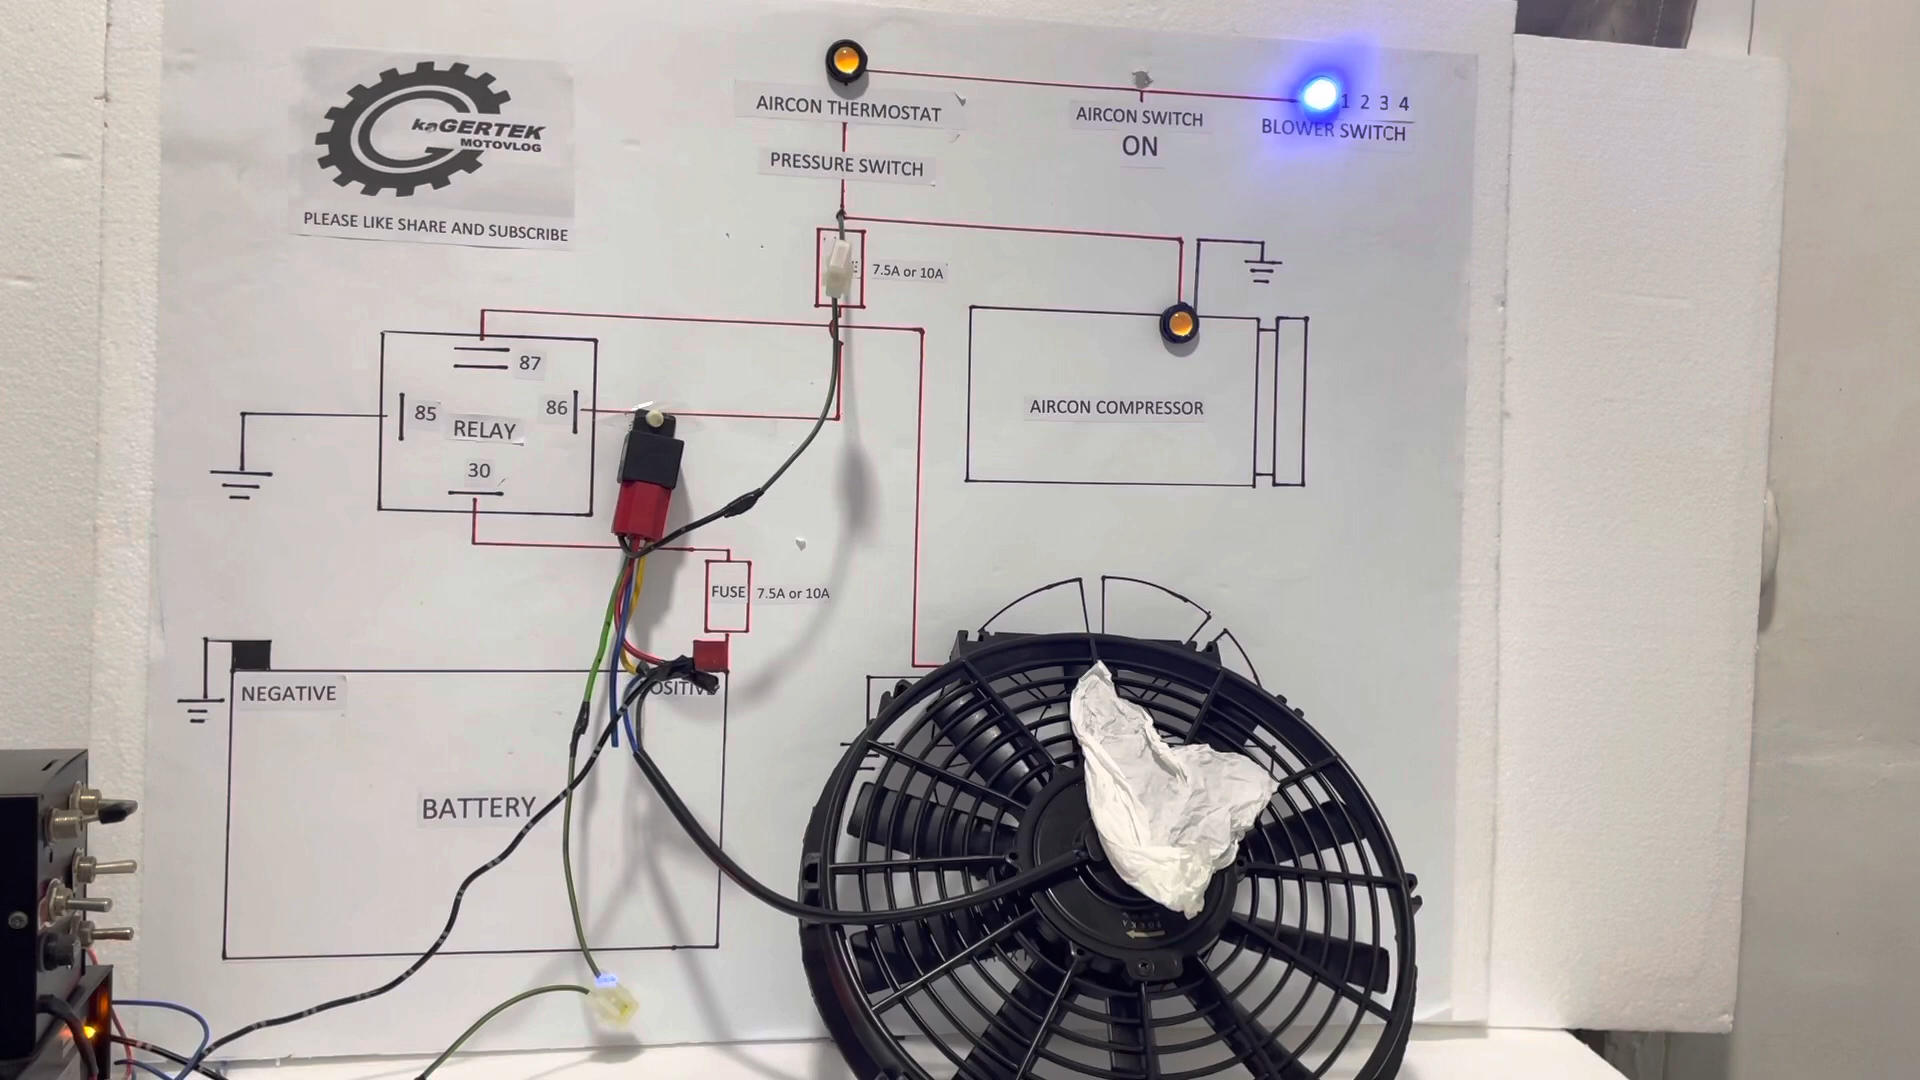 kaGERTEK
MOTOVLOG
PLEASE LIKE SHARE AND SUBSCRIBE
AIRCON THERMOSTAT
PRESSURE SWITCH
AIRCON SWITCH
ON
1 2 3 4
BLOWER SWITCH
7.5A or 10A
87
85
86
RELAY
30
AIRCON COMPRESSOR
FUSE
7.5A or 10A
NEGATIVE
OSITIV
BATTERY